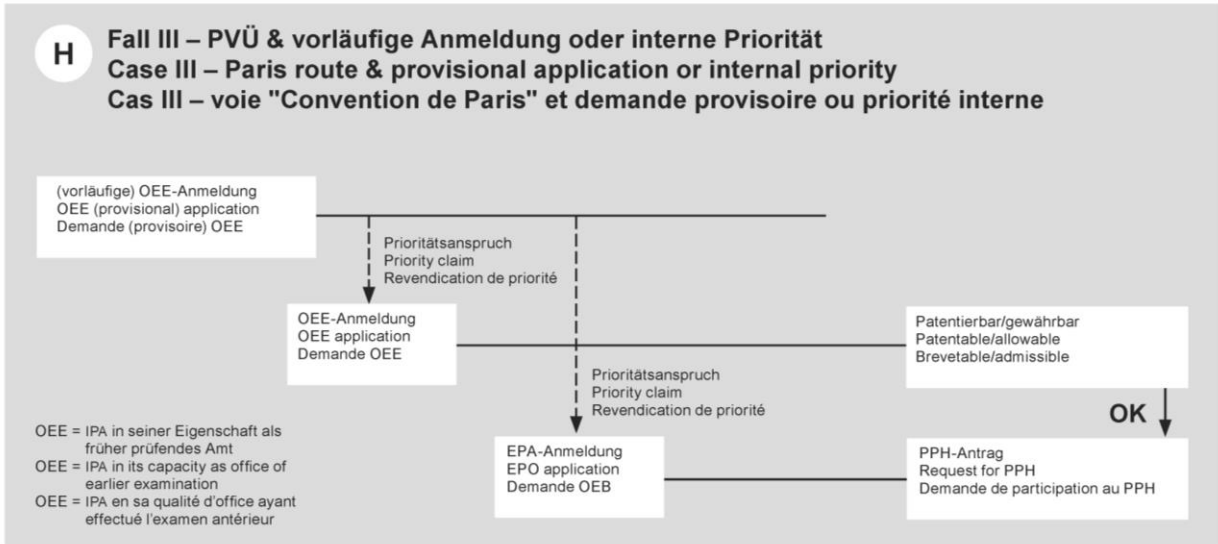 H
Fall III – PVÜ & vorläufige Anmeldung oder interne Priorität
Case III – Paris route & provisional application or internal priority
Cas III – voie "Convention de Paris" et demande provisoire ou priorité interne
(vorläufige) OEE-Anmeldung
OEE (provisional) application
Demande (provisoire) OEE
Prioritätsanspruch
Priority claim
Revendication de priorité
OEE-Anmeldung
OEE application
Demande OEE
Patentierbar/gewährbar
Patentable/allowable
Brevetable/admissible
Prioritätsanspruch
Priority claim
Revendication de priorité
OK
OEE = IPA in seiner Eigenschaft als
früher prüfendes Amt
OEE = IPA in its capacity as office of
earlier examination
OEE = IPA en sa qualité d'office ayant
effectué l'examen antérieur
EPA-Anmeldung
EPO application
Demande OEB
PPH-Antrag
Request for PPH
Demande de participation au PPH